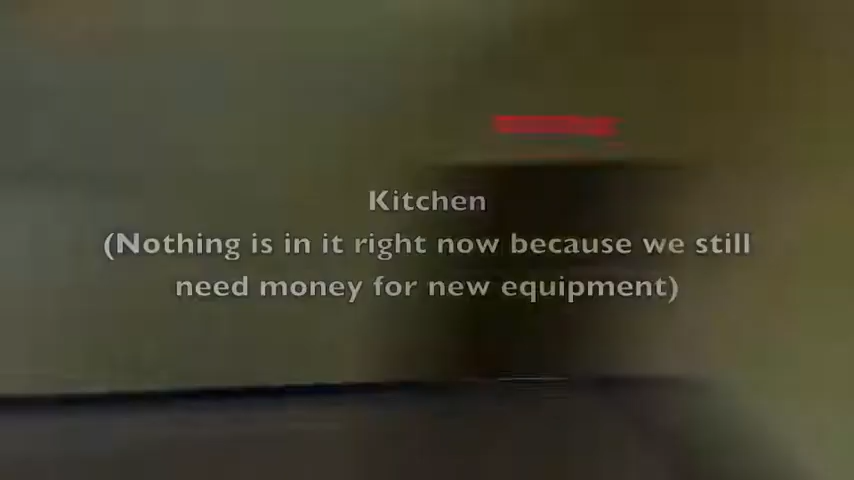 Kitchen
(Nothing is in it right now because we still
need money for new equipment)